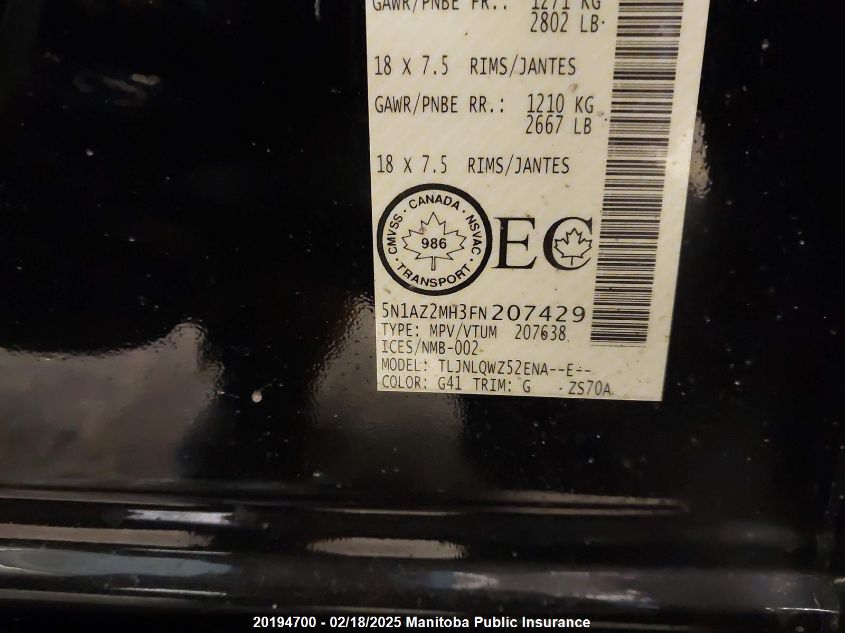 GAWR/PNBE FR.: 1271 KG
2802 LB
18 X 7.5 RIMS/JANTES
GAWR/PNBE RR.: 1210 KG
2667 LB
18 X 7.5 RIMS/JANTES
CMVSS · CANADA · NSVAC · TRANSPORT
986
EC
5N1AZ2MH3FN207429
TYPE: MPV/VTUM 207638
ICES/NMB-002
MODEL: TLJNLQWZ52ENA--E--
COLOR: G41 TRIM: G ZS70A
20194700 - 02/18/2025 Manitoba Public Insurance